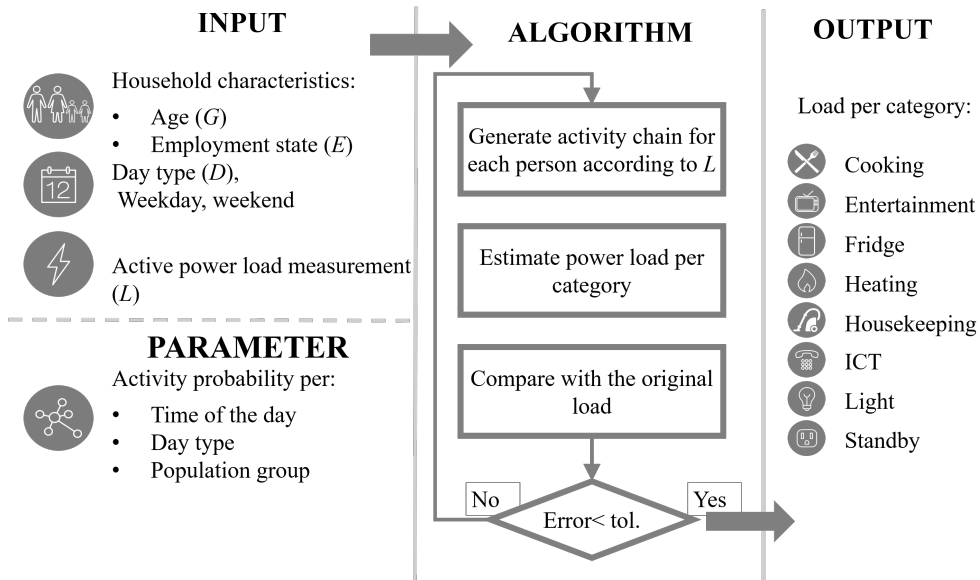 INPUT
Household characteristics:
• Age (G)
• Employment state (E)
Day type (D),
Weekday, weekend
12
Active power load measurement
(L)
PARAMETER
Activity probability per:
• Time of the day
• Day type
• Population group
ALGORITHM
Generate activity chain for
each person according to L
Estimate power load per
category
Compare with the original
load
No
Yes
Error< tol.
OUTPUT
Load per category:
Cooking
Entertainment
Fridge
Heating
Housekeeping
ICT
Light
Standby